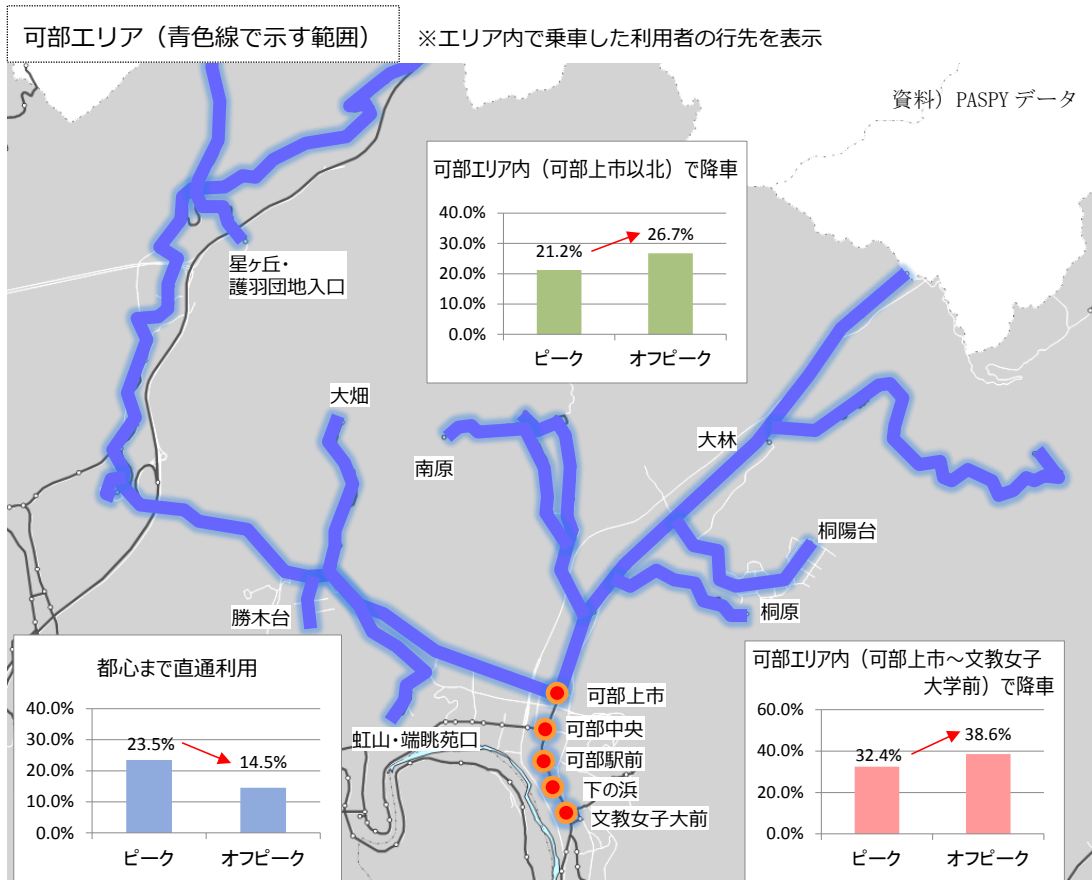 可部エリア（青色線で示す範囲）
※エリア内で乗車した利用者の行先を表示
資料）PASPY データ
可部エリア内（可部上市以北）で降車
40.0%
30.0%
20.0%
10.0%
0.0%
21.2%
26.7%
ピーク
オフピーク
星ヶ丘・
護羽団地入口
大畑
南原
大林
桐陽台
桐原
勝木台
虹山・端眺苑口
可部上市
可部中央
可部駅前
下の浜
文教女子大前
都心まで直通利用
40.0%
30.0%
20.0%
10.0%
0.0%
23.5%
14.5%
ピーク
オフピーク
可部エリア内（可部上市～文教女子
大学前）で降車
60.0%
40.0%
20.0%
0.0%
32.4%
38.6%
ピーク
オフピーク